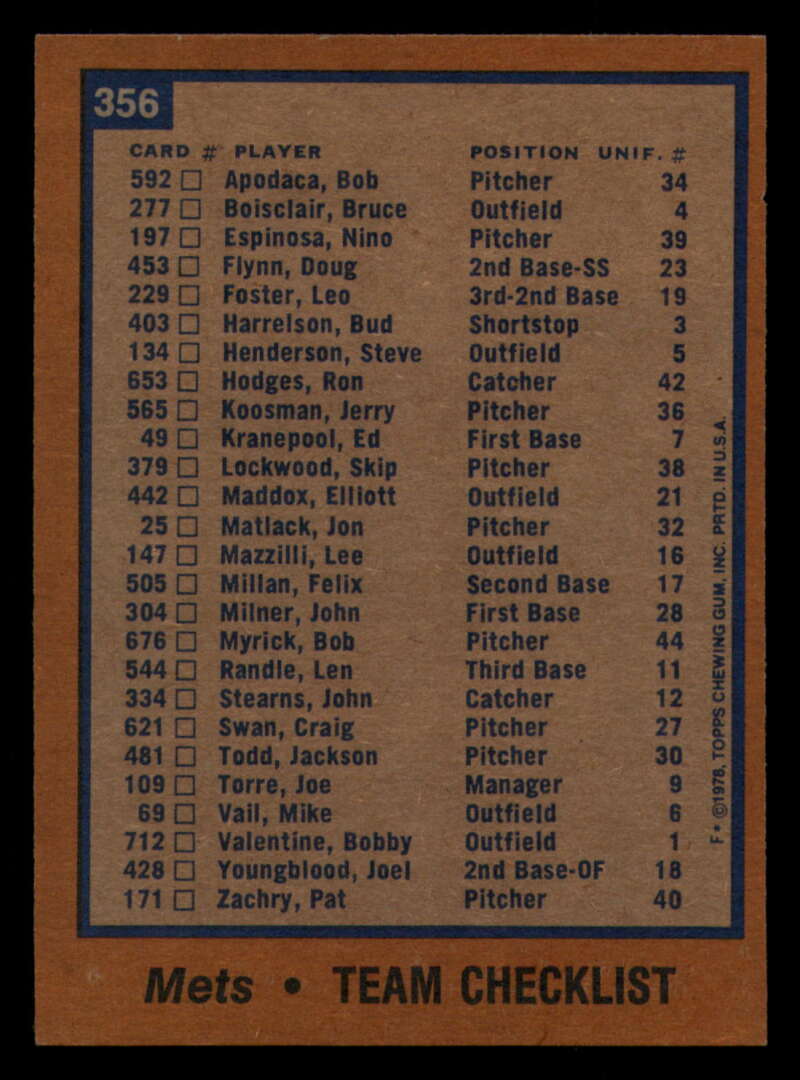 356
CARD # PLAYER POSITION UNIF. #
592 □ Apodaca, Bob Pitcher 34
277 □ Boisclair, Bruce Outfield 4
197 □ Espinosa, Nino Pitcher 39
453 □ Flynn, Doug 2nd Base-SS 23
229 □ Foster, Leo 3rd-2nd Base 19
403 □ Harrelson, Bud Shortstop 3
134 □ Henderson, Steve Outfield 5
653 □ Hodges, Ron Catcher 42
565 □ Koosman, Jerry Pitcher 36
49 □ Kranepool, Ed First Base 7
379 □ Lockwood, Skip Pitcher 38
442 □ Maddox, Elliott Outfield 21
25 □ Matlack, Jon Pitcher 32
147 □ Mazzilli, Lee Outfield 16
505 □ Millan, Felix Second Base 17
304 □ Milner, John First Base 28
676 □ Myrick, Bob Pitcher 44
544 □ Randle, Len Third Base 11
334 □ Stearns, John Catcher 12
621 □ Swan, Craig Pitcher 27
481 □ Todd, Jackson Pitcher 30
109 □ Torre, Joe Manager 9
69 □ Vail, Mike Outfield 6
712 □ Valentine, Bobby Outfield 1
428 □ Youngblood, Joel 2nd Base-OF 18
171 □ Zachry, Pat Pitcher 40
F* ©1978, TOPPS CHEWING GUM, INC. PRTD. IN U.S.A.
Mets • TEAM CHECKLIST